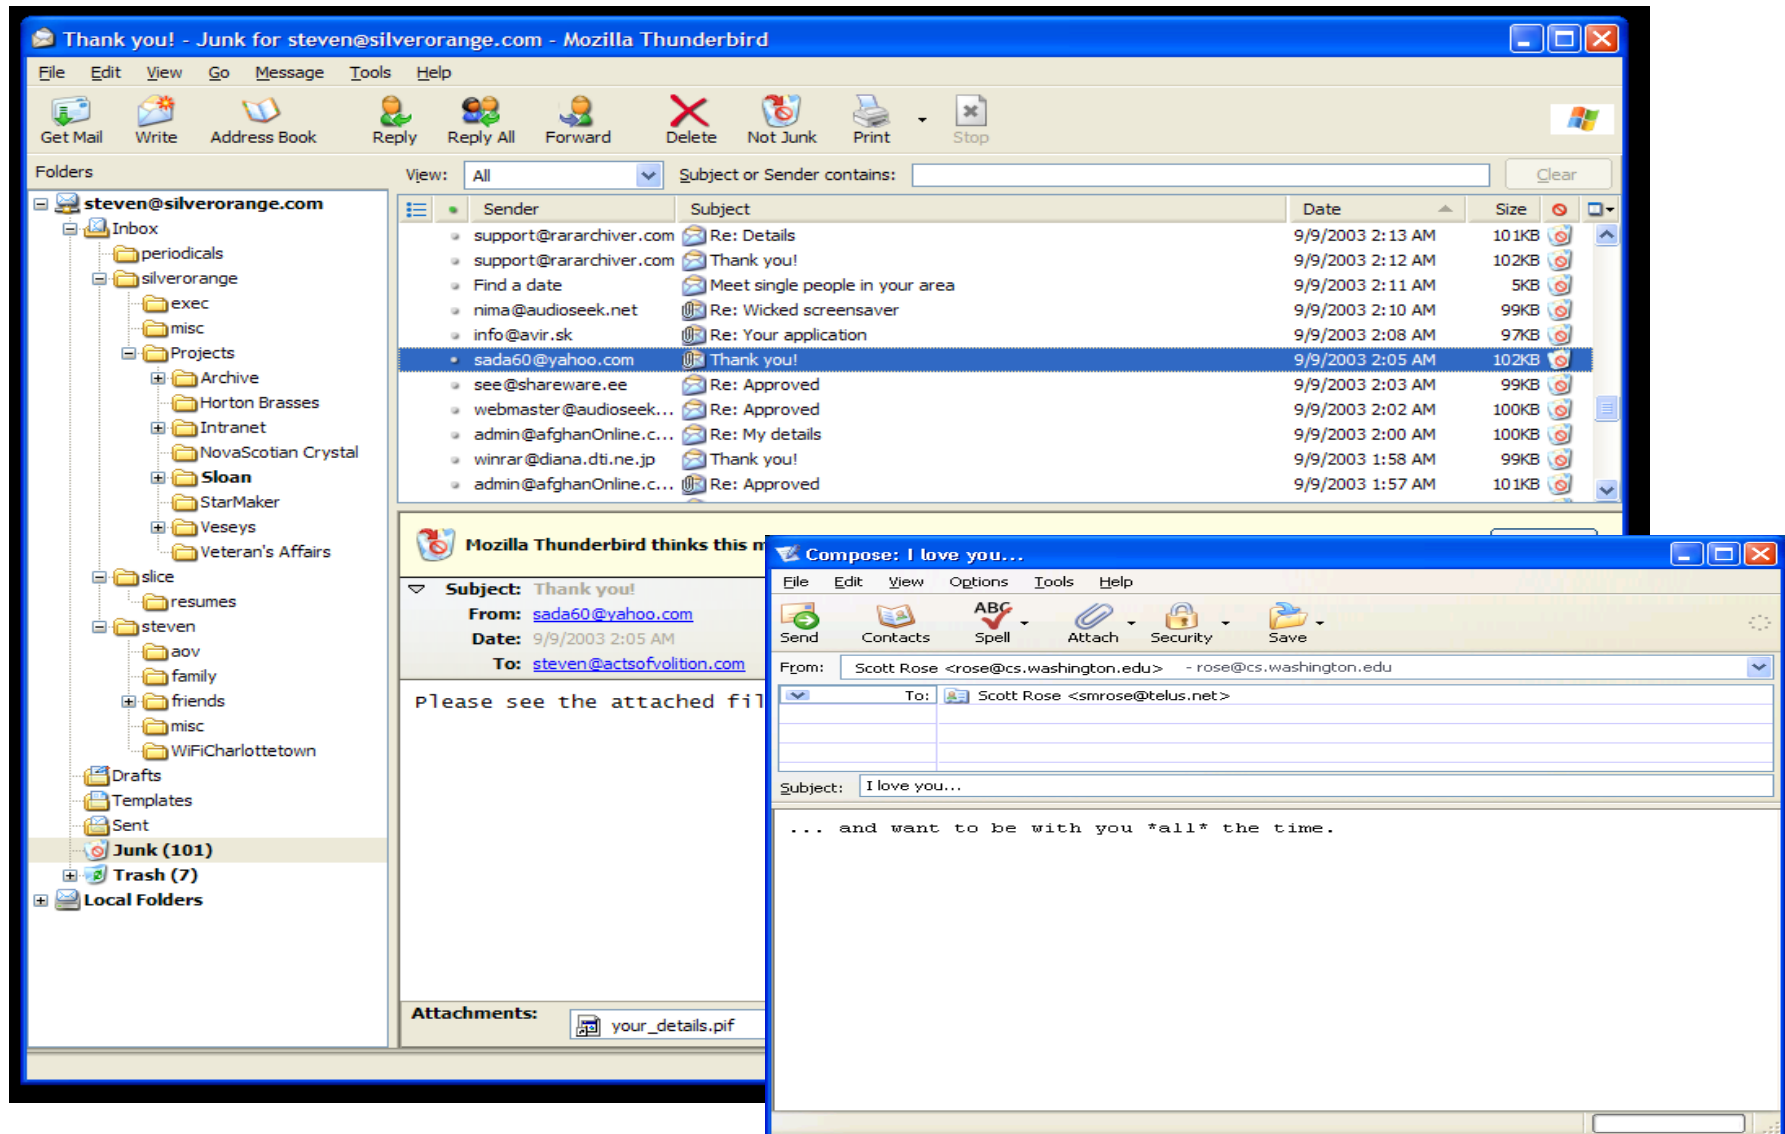 Thank you! - Junk for steven@silverorange.com - Mozilla Thunderbird
File Edit View Go Message Tools Help
Get Mail Write Address Book Reply Reply All Forward Delete Not Junk Print Stop
Folders
View: All Subject or Sender contains: Clear
steven@silverorange.com
Inbox
periodicals
silverorange
exec
misc
Projects
Archive
Horton Brasses
Intranet
NovaScotian Crystal
Sloan
StarMaker
Veseys
Veteran's Affairs
slice
resumes
steven
aov
family
friends
misc
WiFiCharlottetown
Drafts
Templates
Sent
Junk (101)
Trash (7)
Local Folders
Sender Subject Date Size
support@rararchiver.com Re: Details 9/9/2003 2:13 AM 101KB
support@rararchiver.com Thank you! 9/9/2003 2:12 AM 102KB
Find a date Meet single people in your area 9/9/2003 2:11 AM 5KB
nima@audioseek.net Re: Wicked screensaver 9/9/2003 2:10 AM 99KB
info@avir.sk Re: Your application 9/9/2003 2:08 AM 97KB
sada60@yahoo.com Thank you! 9/9/2003 2:05 AM 102KB
see@shareware.ee Re: Approved 9/9/2003 2:03 AM 99KB
webmaster@audioseek... Re: Approved 9/9/2003 2:02 AM 100KB
admin@afghanOnline.c... Re: My details 9/9/2003 2:00 AM 100KB
winrar@diana.dti.ne.jp Thank you! 9/9/2003 1:58 AM 99KB
admin@afghanOnline.c... Re: Approved 9/9/2003 1:57 AM 101KB
Mozilla Thunderbird thinks this m
Subject: Thank you!
From: sada60@yahoo.com
Date: 9/9/2003 2:05 AM
To: steven@actsofvolition.com
Please see the attached fil
Attachments: your_details.pif
Compose: I love you...
File Edit View Options Tools Help
ABC
Send Contacts Spell Attach Security Save
From: Scott Rose <rose@cs.washington.edu> - rose@cs.washington.edu
To: Scott Rose <smrose@telus.net>
Subject: I love you...
... and want to be with you *all* the time.